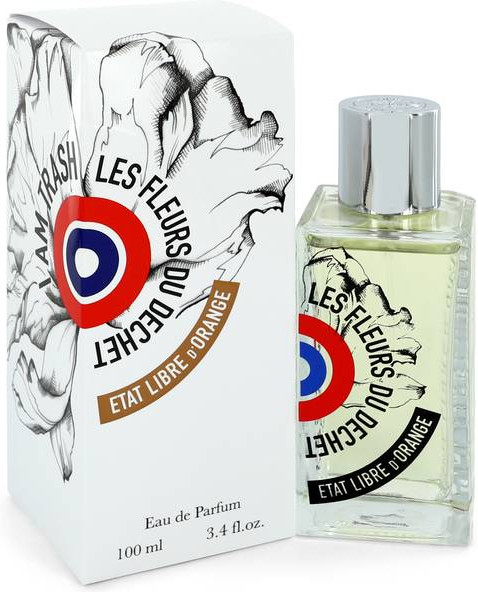 I AM TRASH
LES FLEURS DU DECHET
ETAT LIBRE D'ORANGE
Eau de Parfum
100 ml 3.4 fl.oz.
LES FLEURS DU DECHET
ETAT LIBRE D'ORANGE